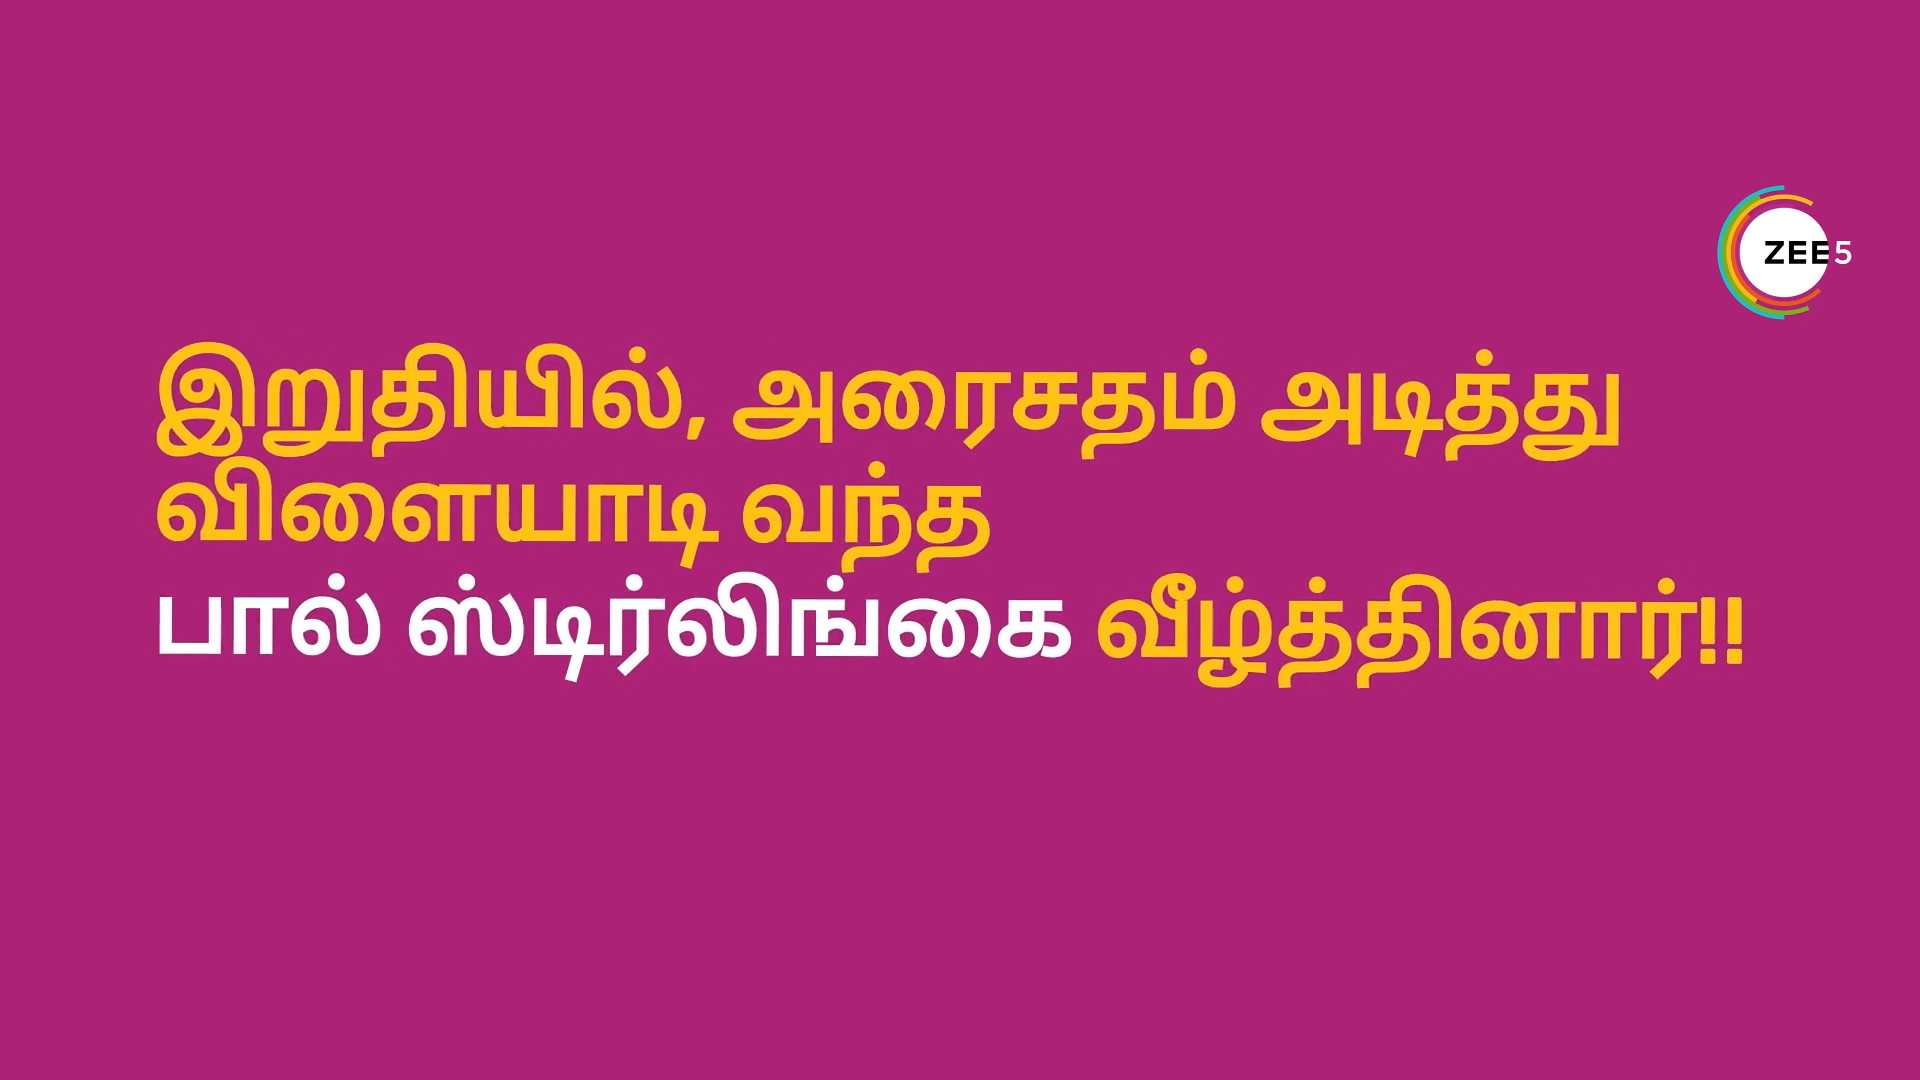 ZEE5
இறுதியில், அரைசதம் அடித்து
விளையாடி வந்த
பால் ஸ்டிர்லிங்கை வீழ்த்தினார்!!